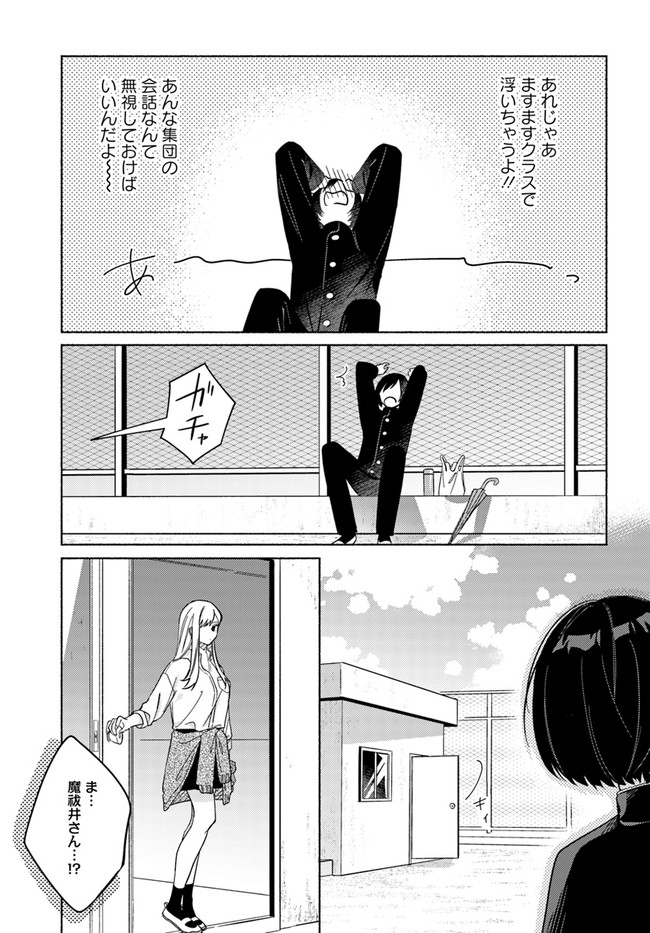 あれじゃあ
ますますクラスで
浮いちゃうよ!!
あんな集団の
会話なんて
無視しておけば
いいんだよ〜〜
あ
っ
ガチャ
キィ
ま…
魔祓井さん…!?